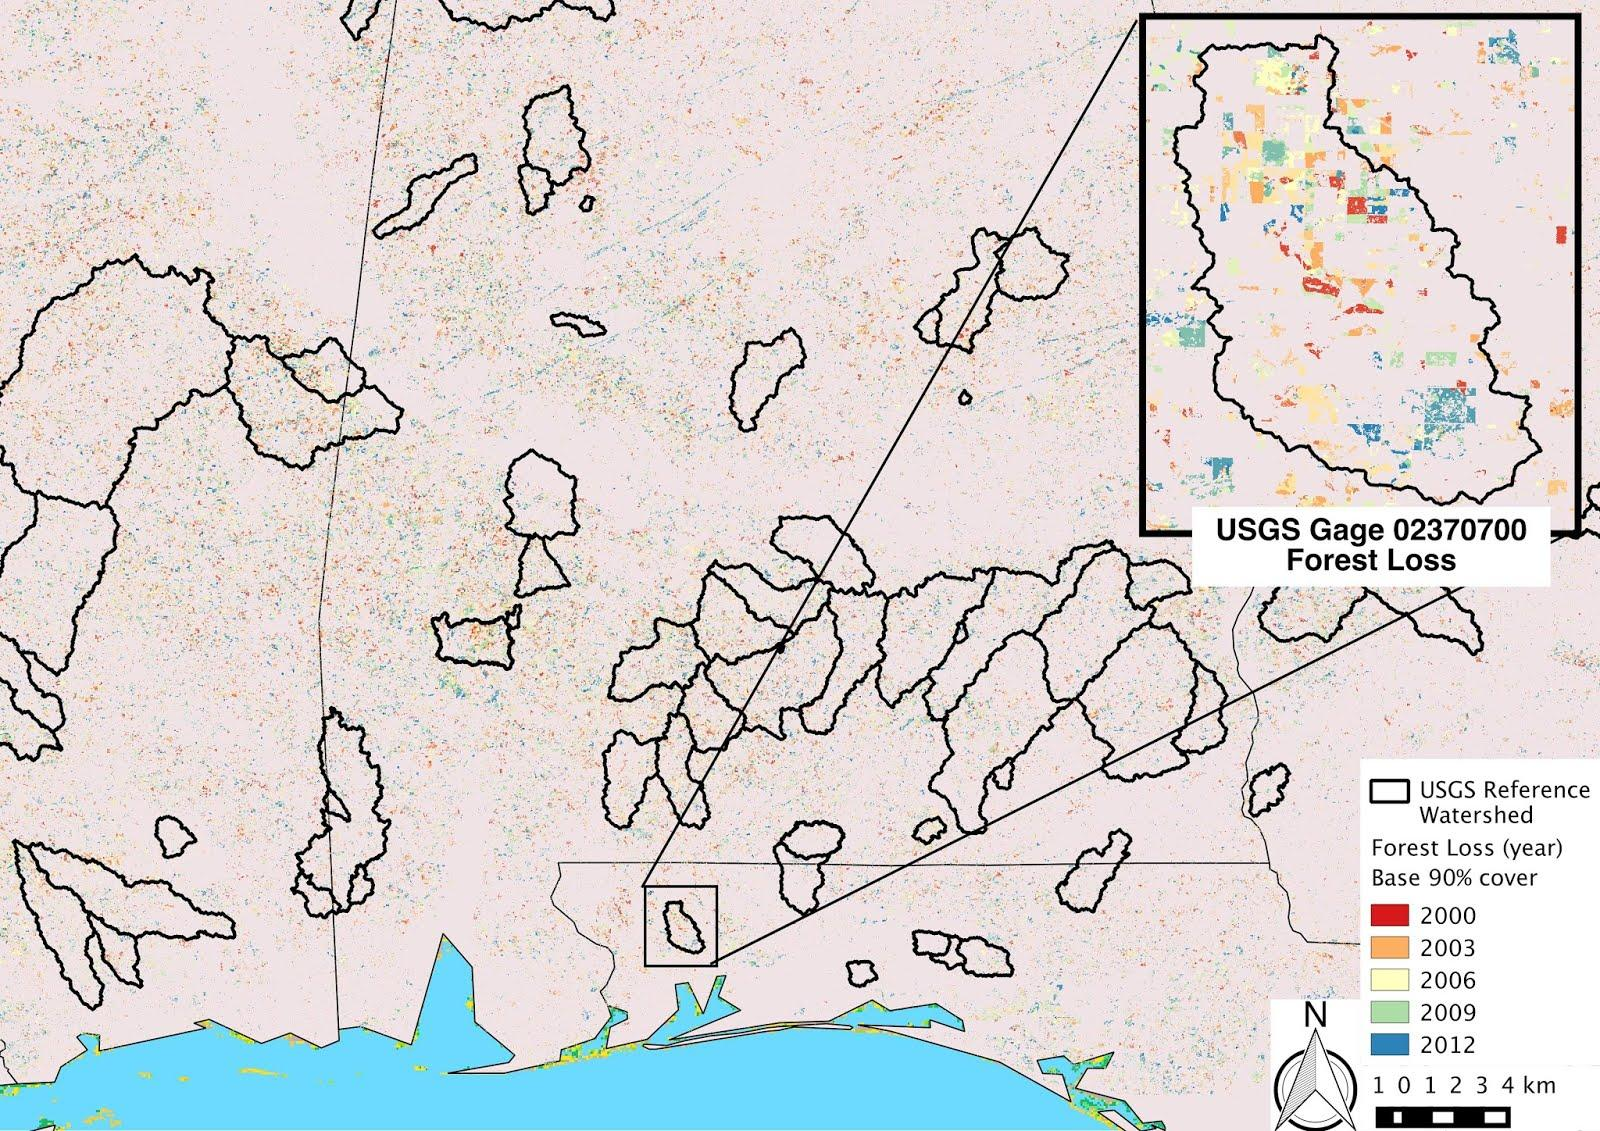 USGS Gage 02370700
Forest Loss
USGS Reference
Watershed
Forest Loss (year)
Base 90% cover
2000
2003
2006
2009
2012
N
1 0 1 2 3 4 km